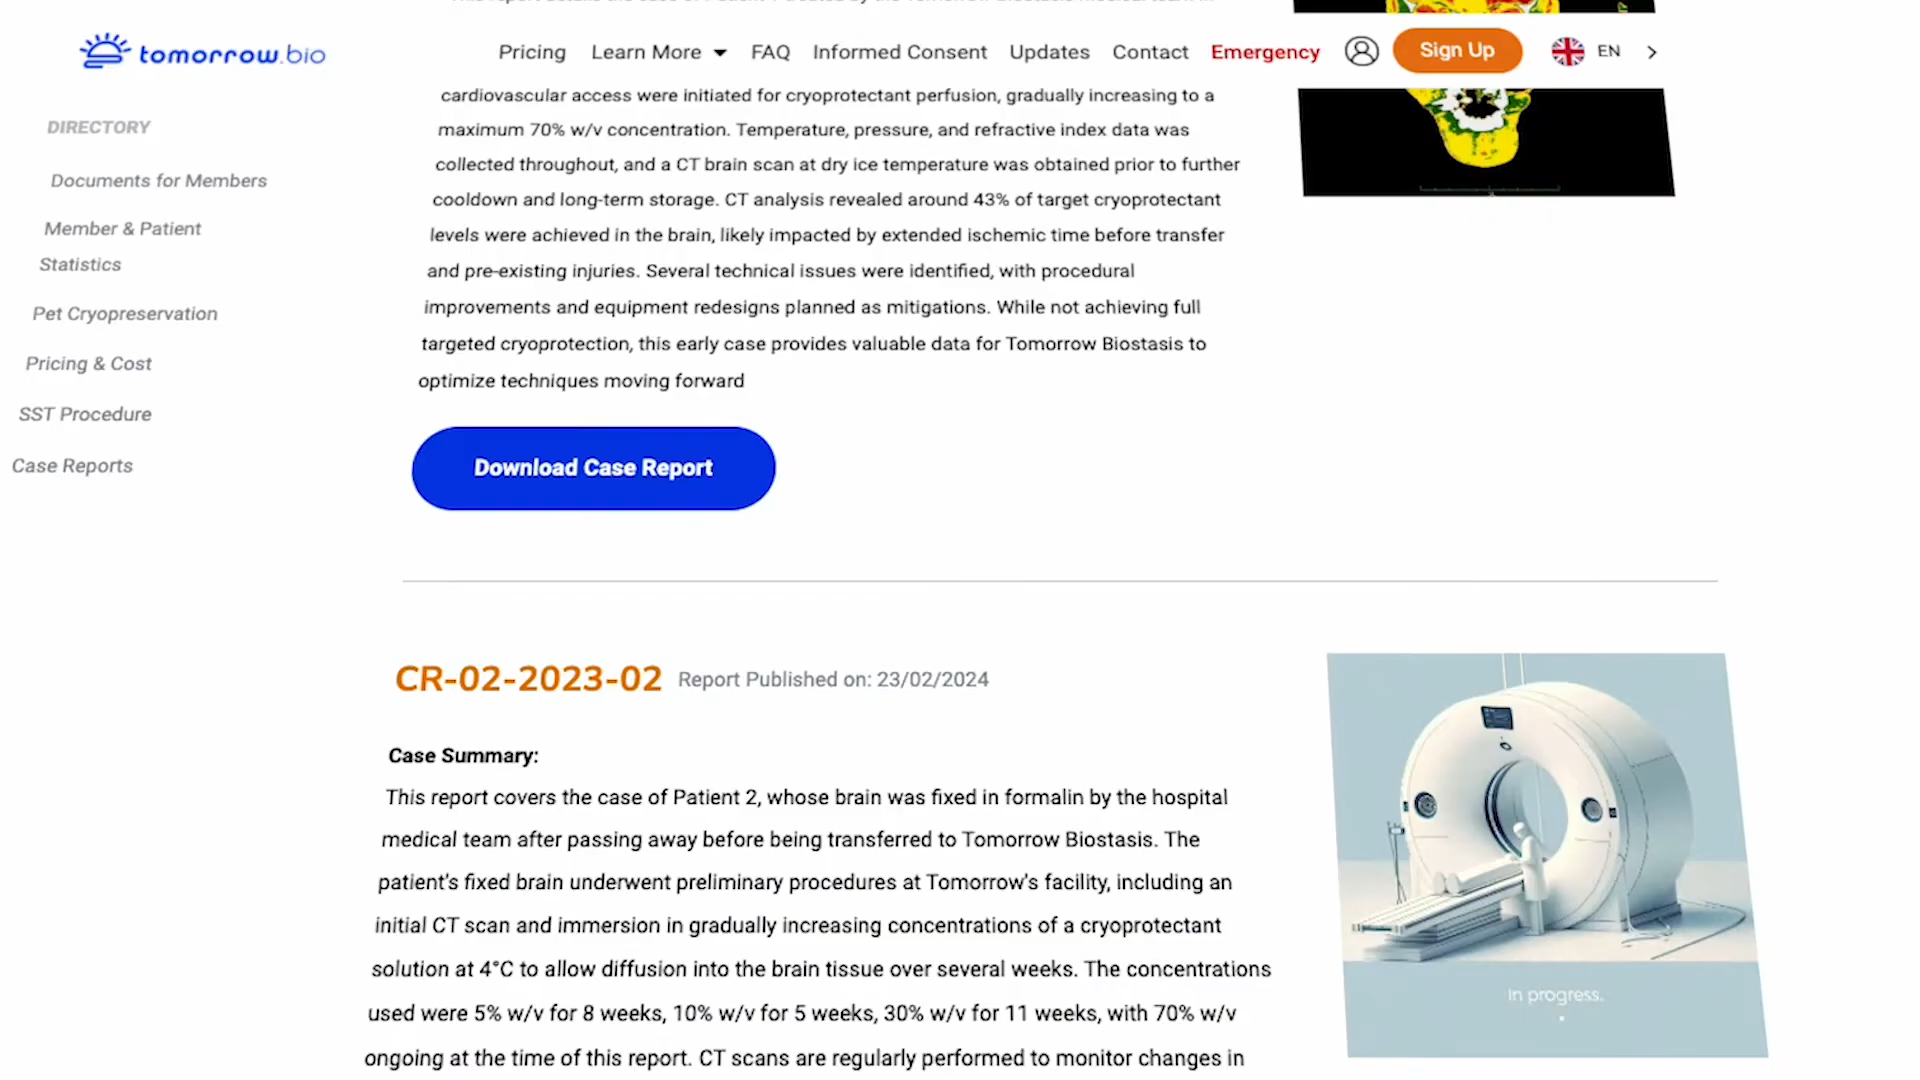 tomorrow.bio
Pricing
Learn More
FAQ
Informed Consent
Updates
Contact
Emergency
Sign Up
EN
DIRECTORY
Documents for Members
Member & Patient
Statistics
Pet Cryopreservation
Pricing & Cost
SST Procedure
Case Reports
cardiovascular access were initiated for cryoprotectant perfusion, gradually increasing to a
maximum 70% w/v concentration. Temperature, pressure, and refractive index data was
collected throughout, and a CT brain scan at dry ice temperature was obtained prior to further
cooldown and long-term storage. CT analysis revealed around 43% of target cryoprotectant
levels were achieved in the brain, likely impacted by extended ischemic time before transfer
and pre-existing injuries. Several technical issues were identified, with procedural
improvements and equipment redesigns planned as mitigations. While not achieving full
targeted cryoprotection, this early case provides valuable data for Tomorrow Biostasis to
optimize techniques moving forward
Download Case Report
CR-02-2023-02
Report Published on: 23/02/2024
Case Summary:
This report covers the case of Patient 2, whose brain was fixed in formalin by the hospital
medical team after passing away before being transferred to Tomorrow Biostasis. The
patient's fixed brain underwent preliminary procedures at Tomorrow's facility, including an
initial CT scan and immersion in gradually increasing concentrations of a cryoprotectant
solution at 4°C to allow diffusion into the brain tissue over several weeks. The concentrations
used were 5% w/v for 8 weeks, 10% w/v for 5 weeks, 30% w/v for 11 weeks, with 70% w/v
ongoing at the time of this report. CT scans are regularly performed to monitor changes in
In progress.